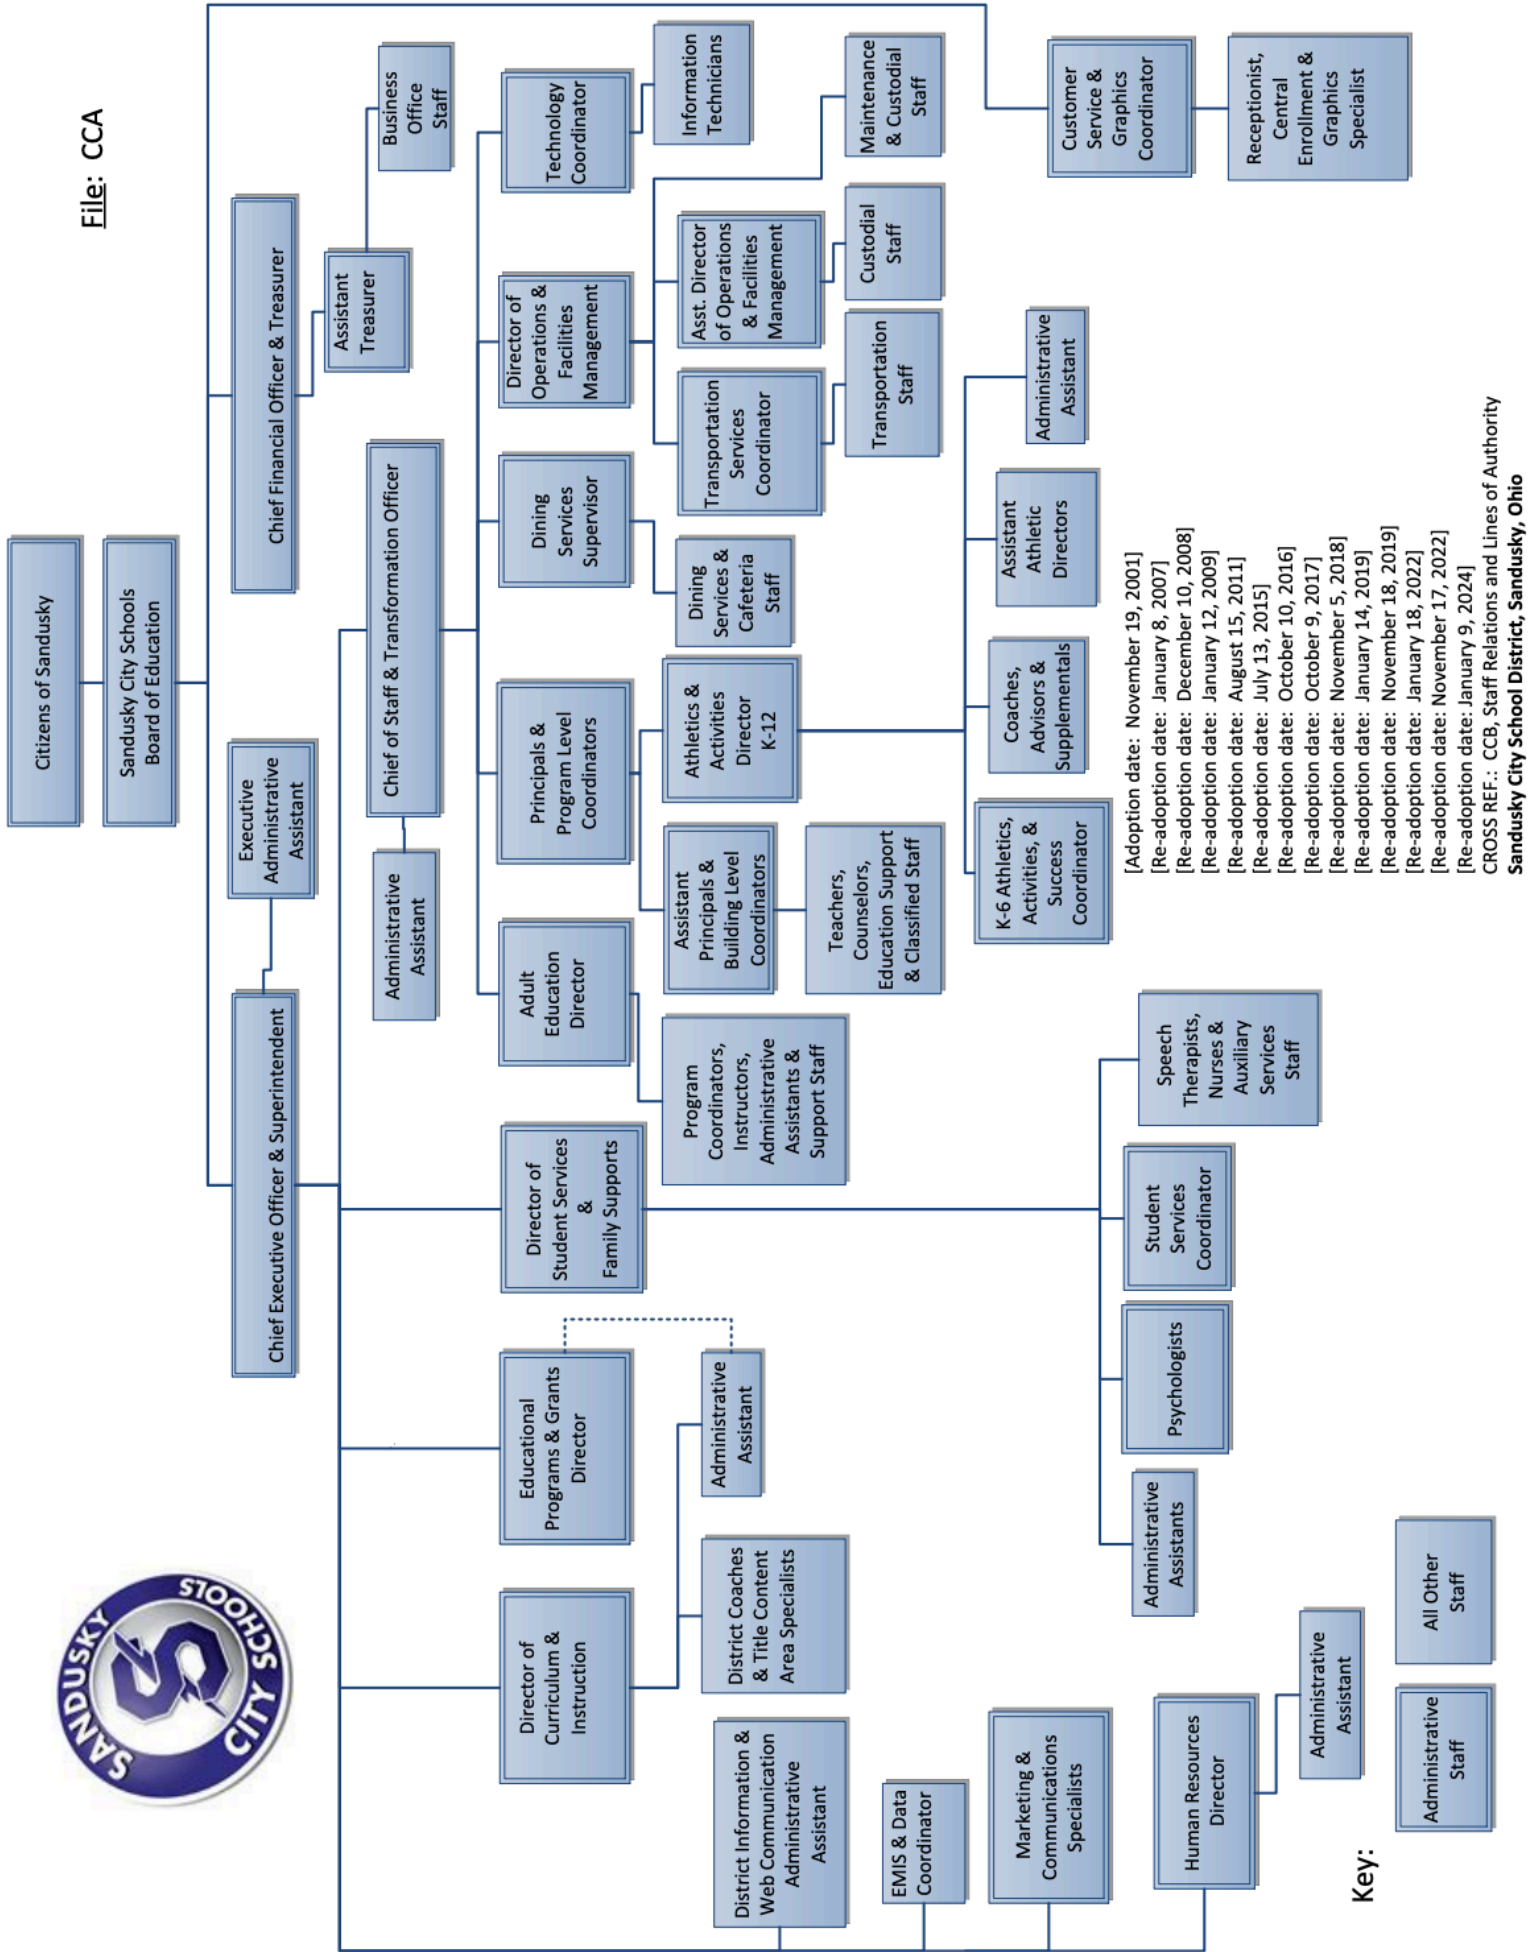 SANDUSKY
CITY SCHOOLS
File: CCA
Citizens of Sandusky
Sandusky City Schools
Board of Education
Chief Executive Officer & Superintendent
Executive
Administrative
Assistant
Chief Financial Officer & Treasurer
Assistant
Treasurer
Business
Office
Staff
Chief of Staff & Transformation Officer
Administrative
Assistant
Director of
Curriculum &
Instruction
Educational
Programs & Grants
Director
Director of
Student Services
&
Family Supports
Adult
Education
Director
Principals &
Program Level
Coordinators
Dining
Services
Supervisor
Director of
Operations &
Facilities
Management
Technology
Coordinator
Information
Technicians
District Information &
Web Communication
Administrative
Assistant
District Coaches
& Title Content
Area Specialists
Administrative
Assistant
Program
Coordinators,
Instructors,
Administrative
Assistants &
Support Staff
Assistant
Principals &
Building Level
Coordinators
Athletics &
Activities
Director
K-12
Dining
Services &
Cafeteria
Staff
Transportation
Services
Coordinator
Asst. Director
of Operations
& Facilities
Management
Teachers,
Counselors,
Education Support
& Classified Staff
Transportation
Staff
Custodial
Staff
Maintenance
& Custodial
Staff
EMIS & Data
Coordinator
Marketing &
Communications
Specialists
K-6 Athletics,
Activities, &
Success
Coordinator
Coaches,
Advisors &
Supplementals
Assistant
Athletic
Directors
Administrative
Assistant
Customer
Service &
Graphics
Coordinator
Receptionist,
Central
Enrollment &
Graphics
Specialist
Human Resources
Director
Administrative
Assistant
Administrative
Assistants
Psychologists
Student
Services
Coordinator
Speech
Therapists,
Nurses &
Auxiliary
Services
Staff
Key:
Administrative
Staff
All Other
Staff
[Adoption date: November 19, 2001]
[Re-adoption date: January 8, 2007]
[Re-adoption date: December 10, 2008]
[Re-adoption date: January 12, 2009]
[Re-adoption date: August 15, 2011]
[Re-adoption date: July 13, 2015]
[Re-adoption date: October 10, 2016]
[Re-adoption date: October 9, 2017]
[Re-adoption date: November 5, 2018]
[Re-adoption date: January 14, 2019]
[Re-adoption date: November 18, 2019]
[Re-adoption date: January 18, 2022]
[Re-adoption date: November 17, 2022]
[Re-adoption date: January 9, 2024]
CROSS REF.: CCB, Staff Relations and Lines of Authority
Sandusky City School District, Sandusky, Ohio